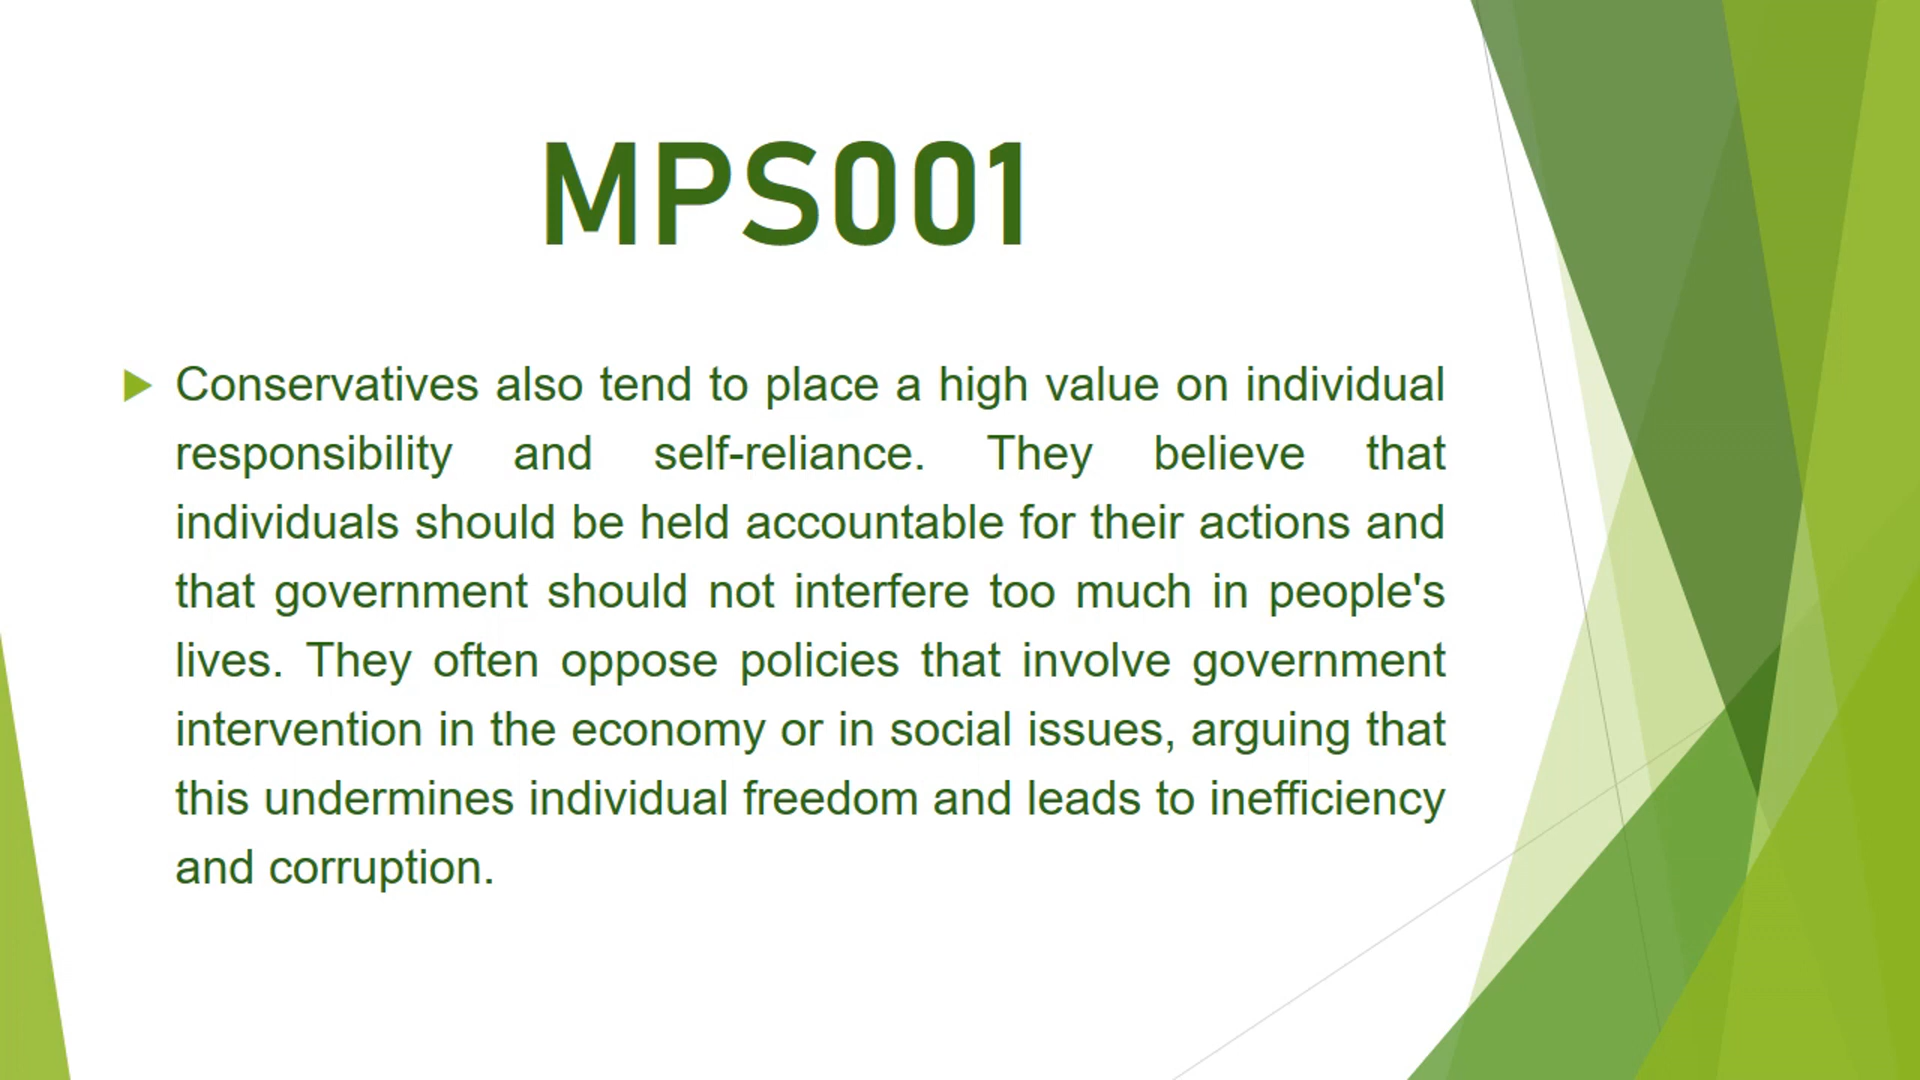 MPS001
Conservatives also tend to place a high value on individual
responsibility and self-reliance. They believe that
individuals should be held accountable for their actions and
that government should not interfere too much in people's
lives. They often oppose policies that involve government
intervention in the economy or in social issues, arguing that
this undermines individual freedom and leads to inefficiency
and corruption.